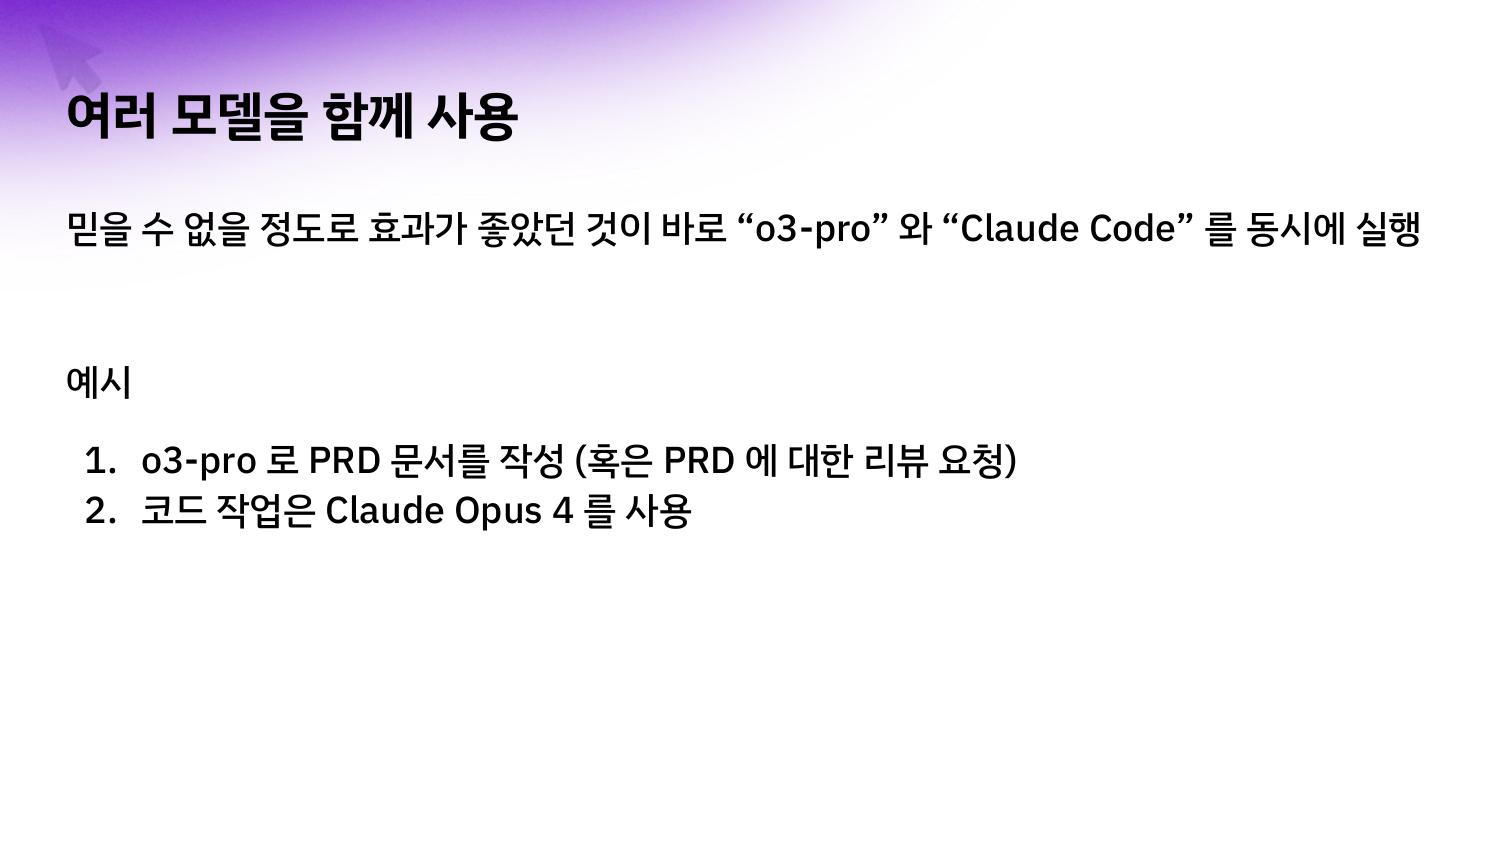 여러 모델을 함께 사용
믿을 수 없을 정도로 효과가 좋았던 것이 바로 “o3-pro” 와 “Claude Code” 를 동시에 실행
예시
1. o3-pro 로 PRD 문서를 작성 (혹은 PRD 에 대한 리뷰 요청)
2. 코드 작업은 Claude Opus 4 를 사용